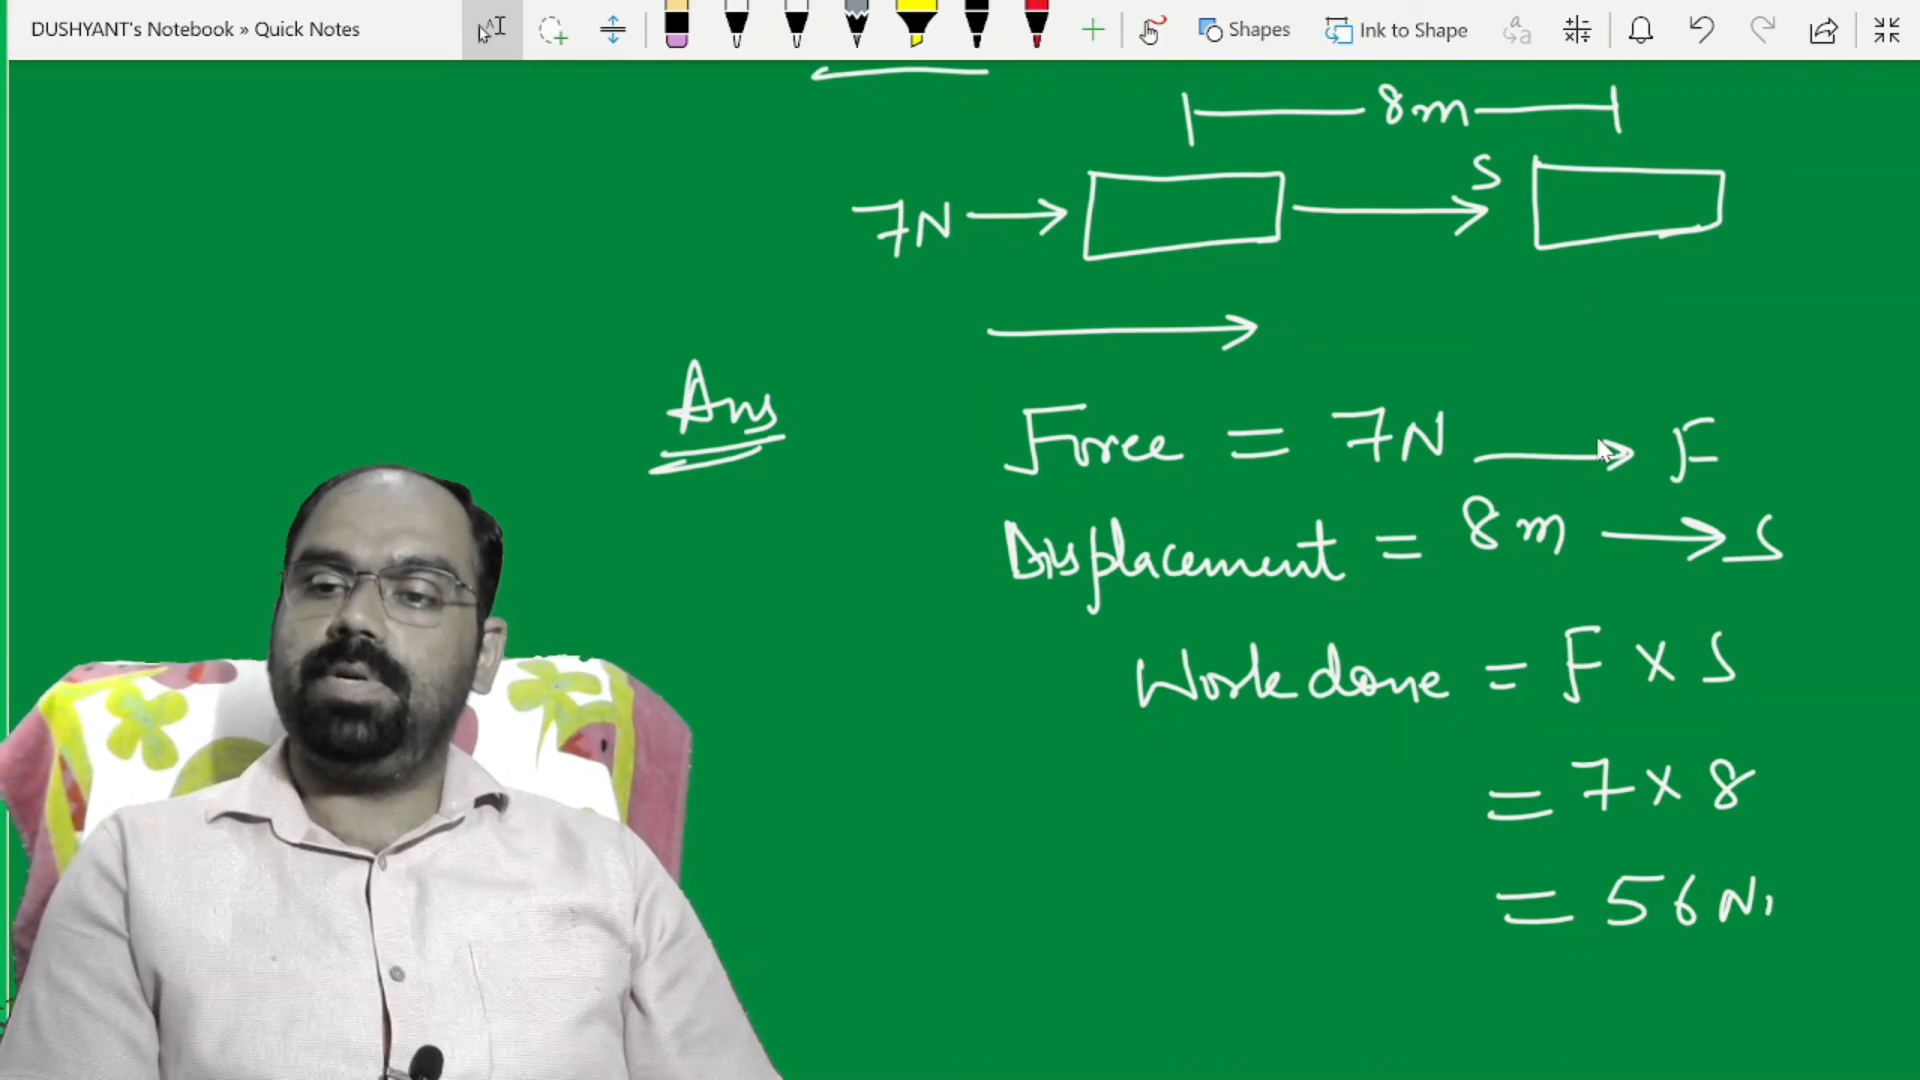 DUSHYANT's Notebook » Quick Notes
Shapes
Ink to Shape
8m
S
7N
Ans
Force = 7N → F
Displacement = 8m → S
Work done = F × S
= 7 × 8
= 56 N